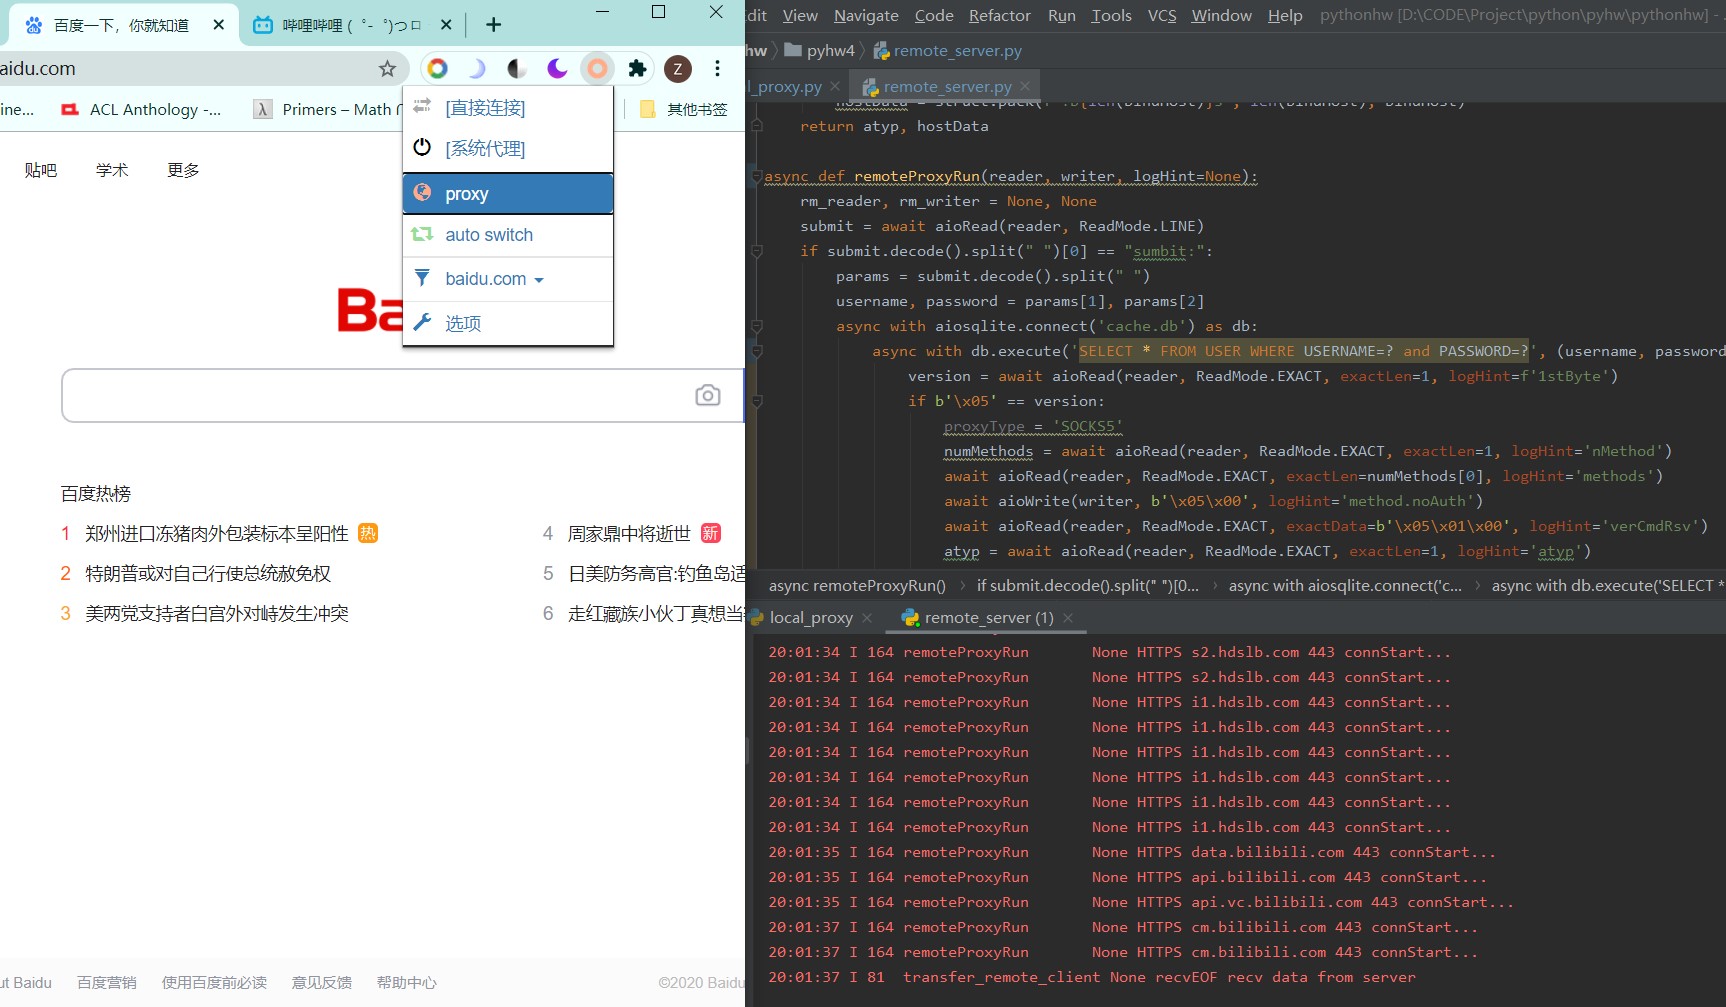 百度一下，你就知道
哔哩哔哩 (゜-゜)つロ
aidu.com
Z
ine...
ACL Anthology -...
Primers – Math
其他书签
[直接连接]
[系统代理]
proxy
auto switch
baidu.com
选项
贴吧 学术 更多
Ba
百度热榜
1 郑州进口冻猪肉外包装标本呈阳性 热
2 特朗普或对自己行使总统赦免权
3 美两党支持者白宫外对峙发生冲突
4 周家鼎中将逝世 新
5 日美防务高官:钓鱼岛适
6 走红藏族小伙丁真想当
ut Baidu 百度营销 使用百度前必读 意见反馈 帮助中心 ©2020 Baidu
dit View Navigate Code Refactor Run Tools VCS Window Help pythonhw [D:\CODE\Project\python\pyhw\pythonhw] - .
hw pyhw4 remote_server.py
l_proxy.py remote_server.py
return atyp, hostData
async def remoteProxyRun(reader, writer, logHint=None):
rm_reader, rm_writer = None, None
submit = await aioRead(reader, ReadMode.LINE)
if submit.decode().split(" ")[0] == "sumbit:":
params = submit.decode().split(" ")
username, password = params[1], params[2]
async with aiosqlite.connect('cache.db') as db:
async with db.execute('SELECT * FROM USER WHERE USERNAME=? and PASSWORD=?', (username, password
version = await aioRead(reader, ReadMode.EXACT, exactLen=1, logHint=f'1stByte')
if b'\x05' == version:
proxyType = 'SOCKS5'
numMethods = await aioRead(reader, ReadMode.EXACT, exactLen=1, logHint='nMethod')
await aioRead(reader, ReadMode.EXACT, exactLen=numMethods[0], logHint='methods')
await aioWrite(writer, b'\x05\x00', logHint='method.noAuth')
await aioRead(reader, ReadMode.EXACT, exactData=b'\x05\x01\x00', logHint='verCmdRsv')
atyp = await aioRead(reader, ReadMode.EXACT, exactLen=1, logHint='atyp')
async remoteProxyRun() › if submit.decode().split(" ")[0... › async with aiosqlite.connect('c... › async with db.execute('SELECT *
local_proxy remote_server (1)
20:01:34 I 164 remoteProxyRun None HTTPS s2.hdslb.com 443 connStart...
20:01:34 I 164 remoteProxyRun None HTTPS s2.hdslb.com 443 connStart...
20:01:34 I 164 remoteProxyRun None HTTPS i1.hdslb.com 443 connStart...
20:01:34 I 164 remoteProxyRun None HTTPS i1.hdslb.com 443 connStart...
20:01:34 I 164 remoteProxyRun None HTTPS i1.hdslb.com 443 connStart...
20:01:34 I 164 remoteProxyRun None HTTPS i1.hdslb.com 443 connStart...
20:01:34 I 164 remoteProxyRun None HTTPS i1.hdslb.com 443 connStart...
20:01:34 I 164 remoteProxyRun None HTTPS i1.hdslb.com 443 connStart...
20:01:35 I 164 remoteProxyRun None HTTPS data.bilibili.com 443 connStart...
20:01:35 I 164 remoteProxyRun None HTTPS api.bilibili.com 443 connStart...
20:01:35 I 164 remoteProxyRun None HTTPS api.vc.bilibili.com 443 connStart...
20:01:37 I 164 remoteProxyRun None HTTPS cm.bilibili.com 443 connStart...
20:01:37 I 164 remoteProxyRun None HTTPS cm.bilibili.com 443 connStart...
20:01:37 I 81 transfer_remote_client None recvEOF recv data from server